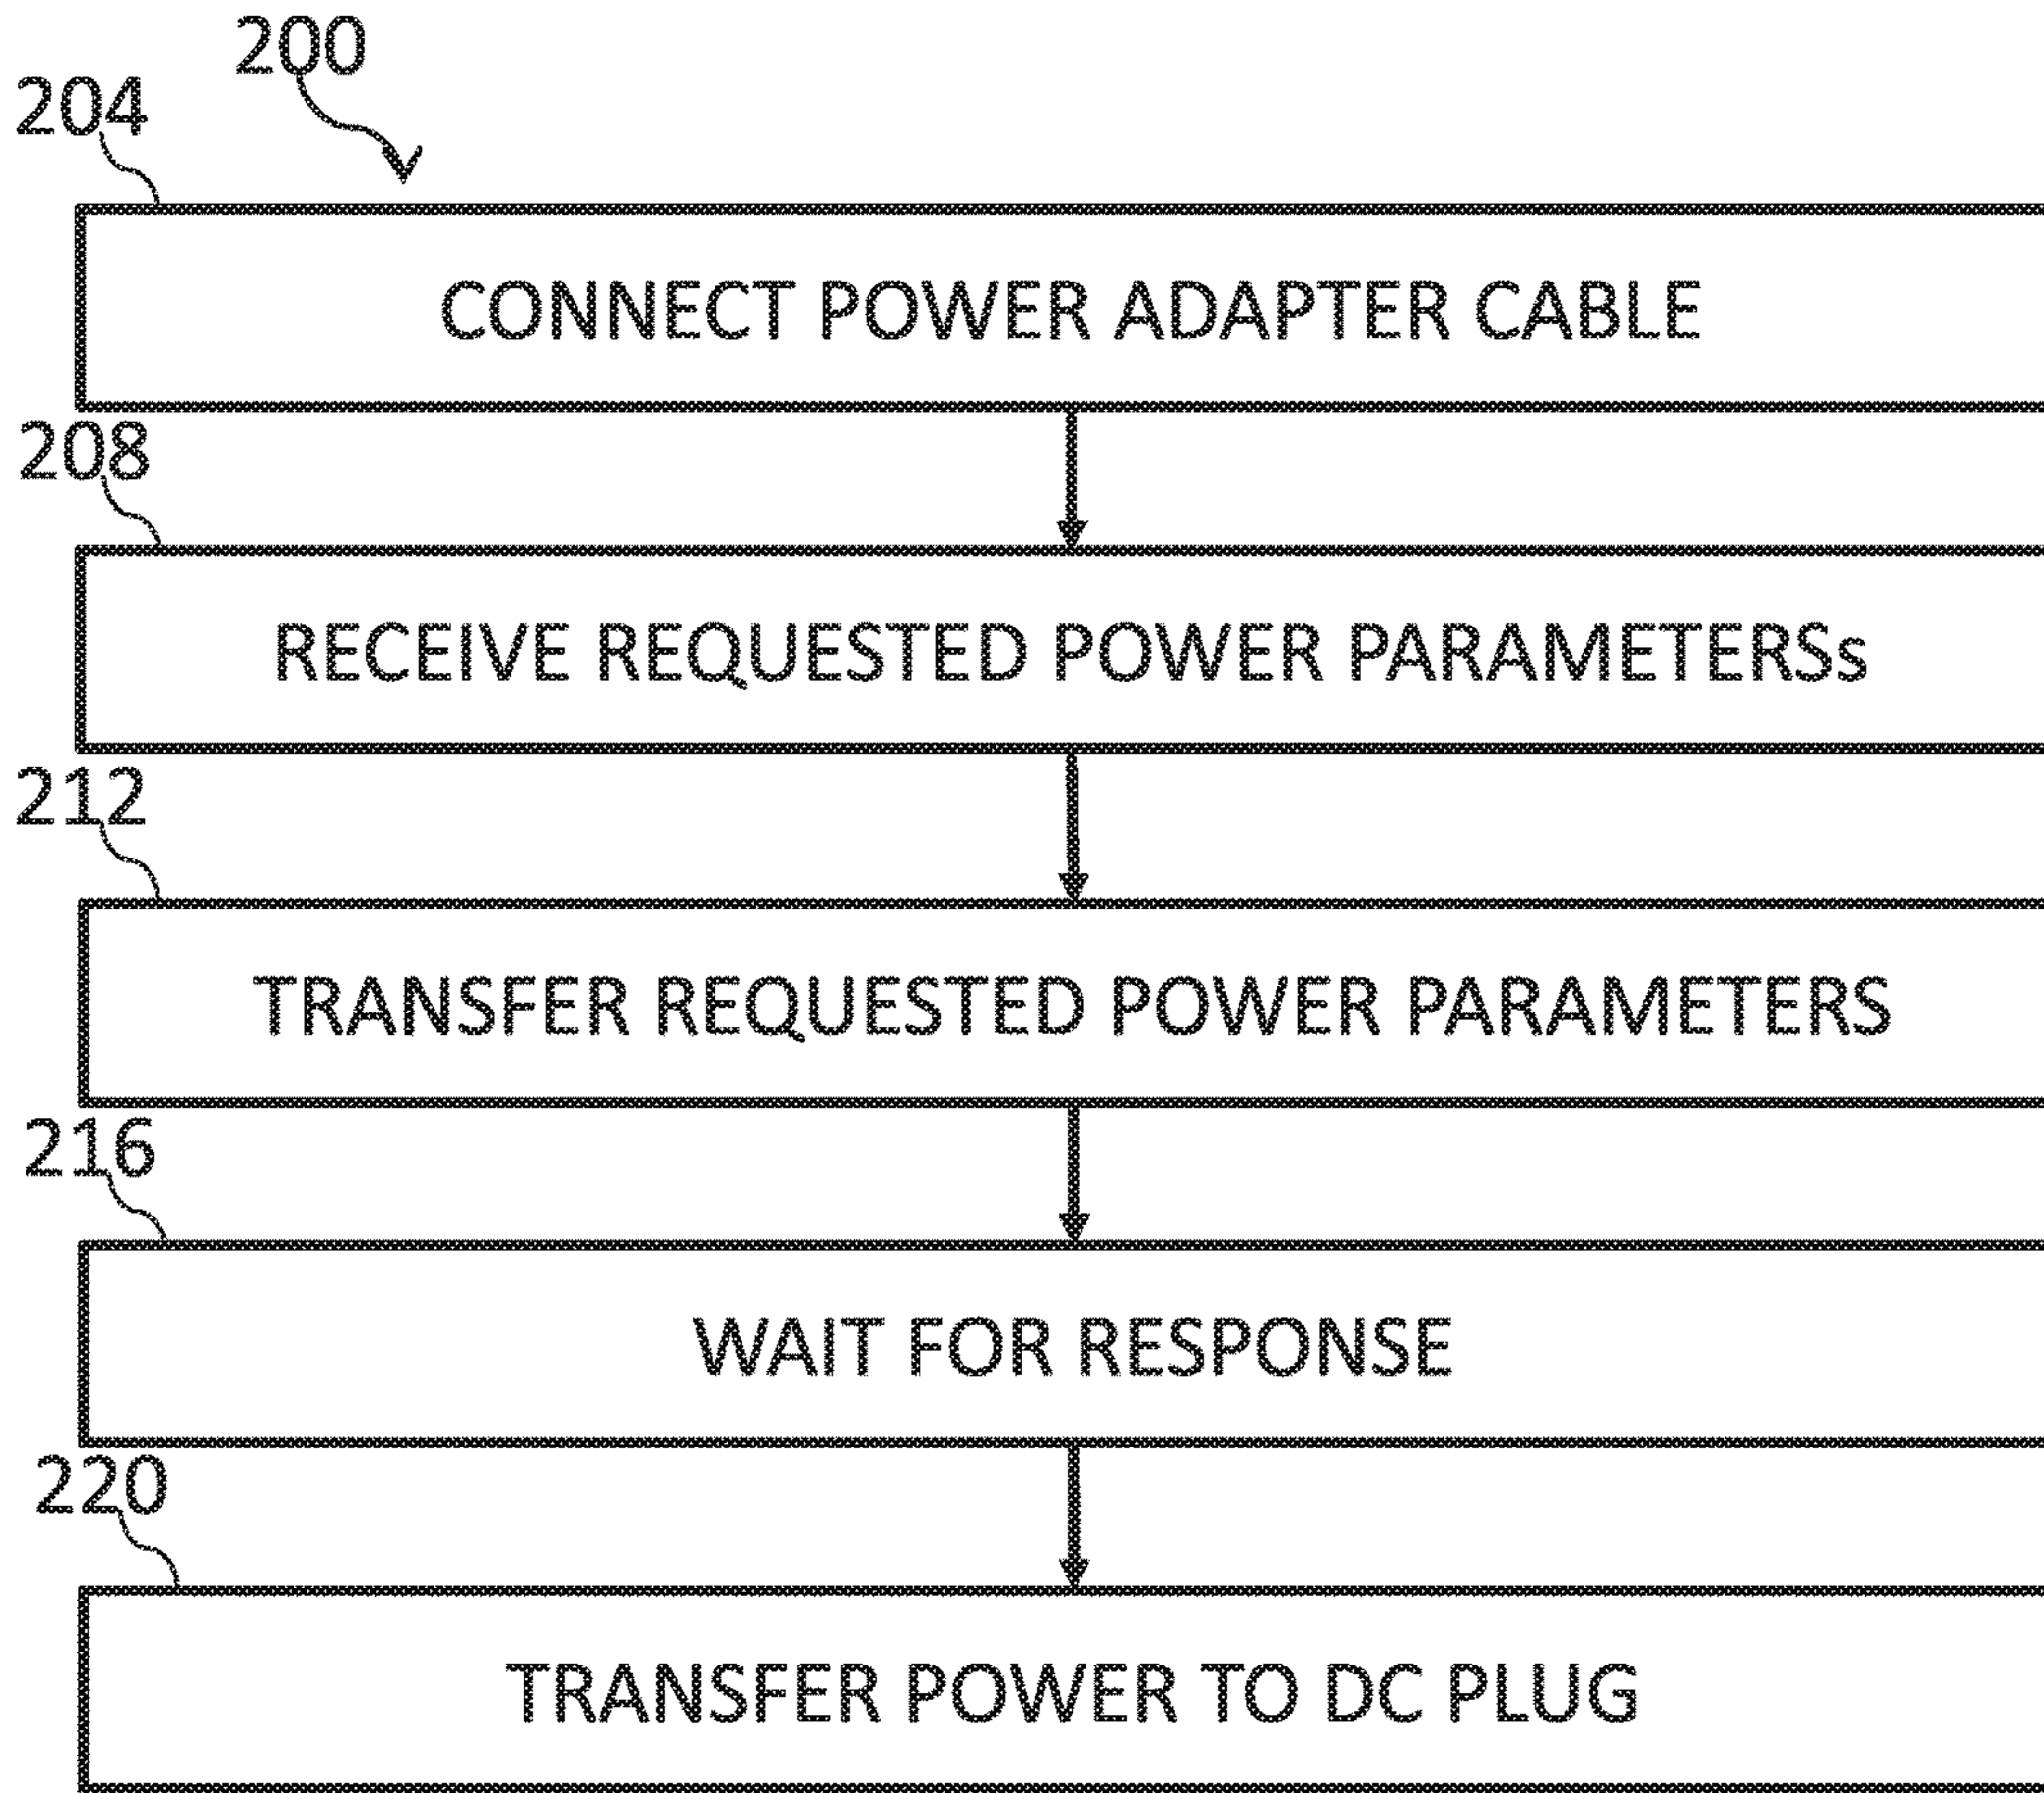 200
204
CONNECT POWER ADAPTER CABLE
208
RECEIVE REQUESTED POWER PARAMETERSs
212
TRANSFER REQUESTED POWER PARAMETERS
216
WAIT FOR RESPONSE
220
TRANSFER POWER TO DC PLUG